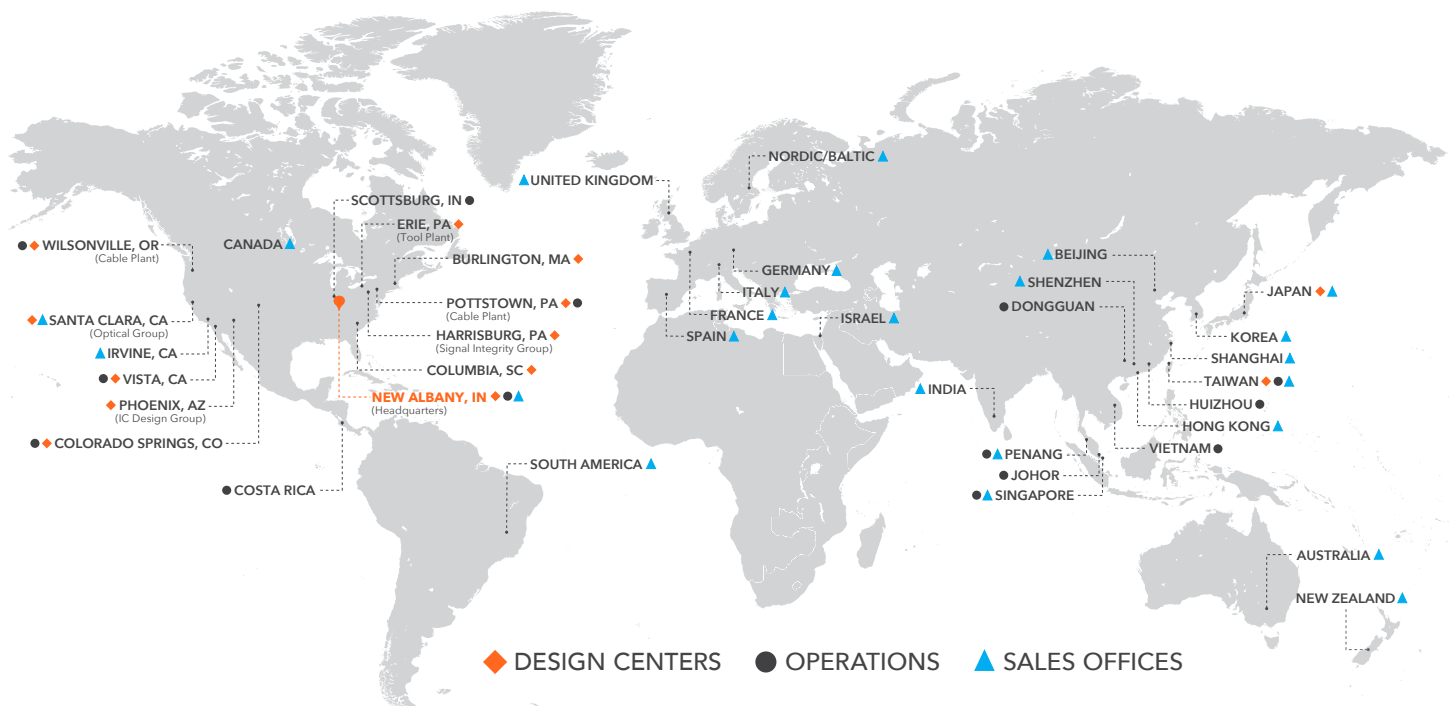 NORDIC/BALTIC
UNITED KINGDOM
SCOTTSBURG, IN
ERIE, PA
(Tool Plant)
WILSONVILLE, OR
(Cable Plant)
CANADA
BURLINGTON, MA
POTTSTOWN, PA
(Cable Plant)
SANTA CLARA, CA
(Optical Group)
HARRISBURG, PA
(Signal Integrity Group)
IRVINE, CA
COLUMBIA, SC
VISTA, CA
NEW ALBANY, IN
(Headquarters)
PHOENIX, AZ
(IC Design Group)
COLORADO SPRINGS, CO
COSTA RICA
SOUTH AMERICA
GERMANY
ITALY
FRANCE
SPAIN
ISRAEL
BEIJING
SHENZHEN
DONGGUAN
JAPAN
KOREA
SHANGHAI
TAIWAN
INDIA
HUIZHOU
HONG KONG
VIETNAM
PENANG
JOHOR
SINGAPORE
AUSTRALIA
NEW ZEALAND
DESIGN CENTERS
OPERATIONS
SALES OFFICES